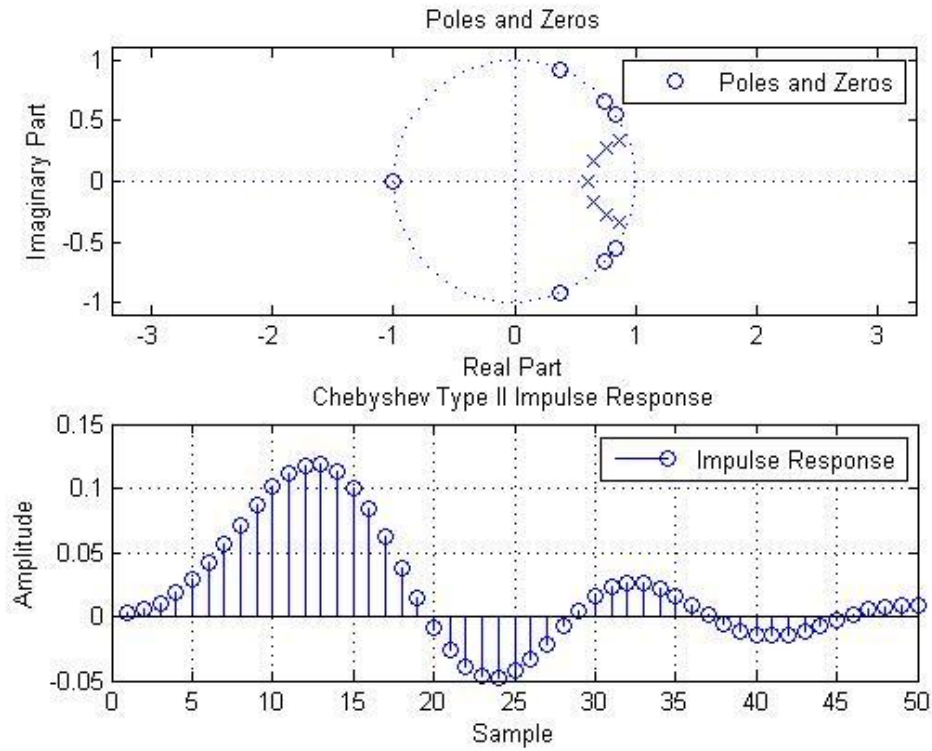 Poles and Zeros
1
0.5
0
-0.5
-1
Imaginary Part
Poles and Zeros
-3 -2 -1 0 1 2 3
Real Part
Chebyshev Type II Impulse Response
0.15
0.1
0.05
0
-0.05
Amplitude
Impulse Response
0 5 10 15 20 25 30 35 40 45 50
Sample